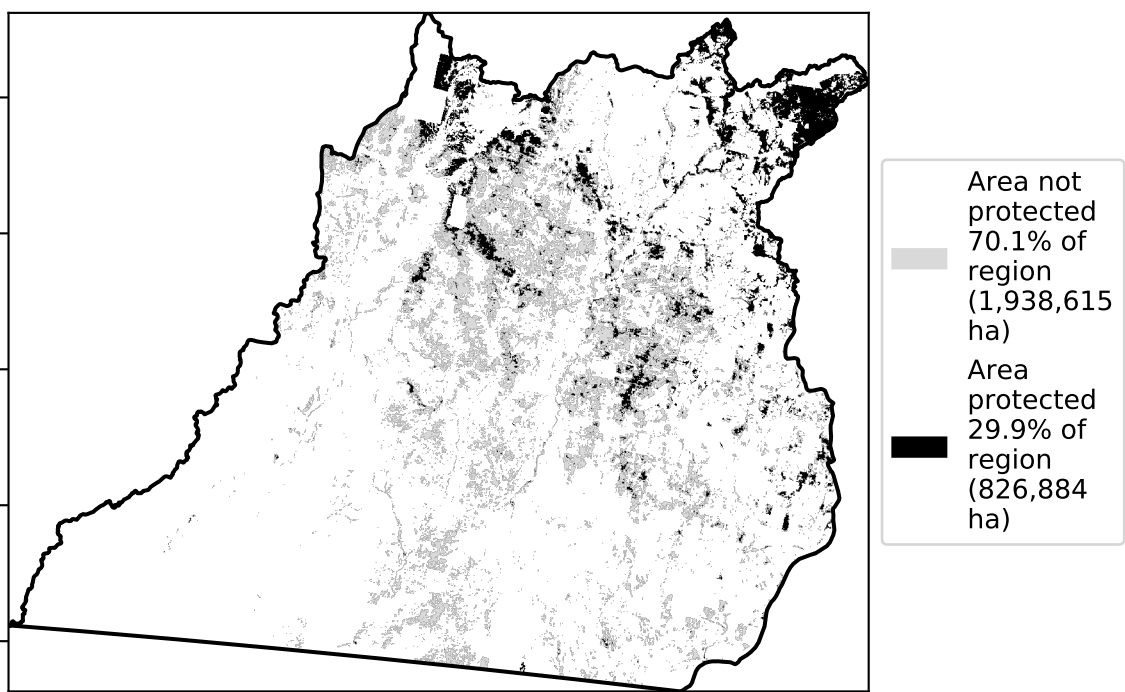 Area not
protected
70.1% of
region
(1,938,615
ha)
Area
protected
29.9% of
region
(826,884
ha)